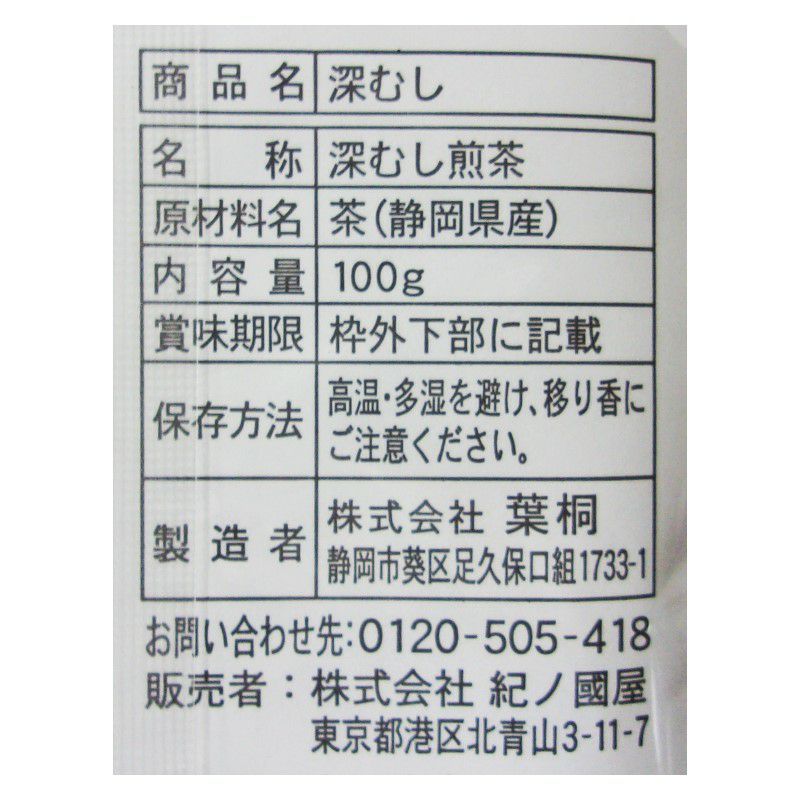 商品名 深むし
名称 深むし煎茶
原材料名 茶(静岡県産)
内容量 100g
賞味期限 枠外下部に記載
保存方法 高温・多湿を避け、移り香に
ご注意ください。
製造者 株式会社 葉桐
静岡市葵区足久保口組1733-1
お問い合わせ先:0120-505-418
販売者:株式会社 紀ノ國屋
東京都港区北青山3-11-7